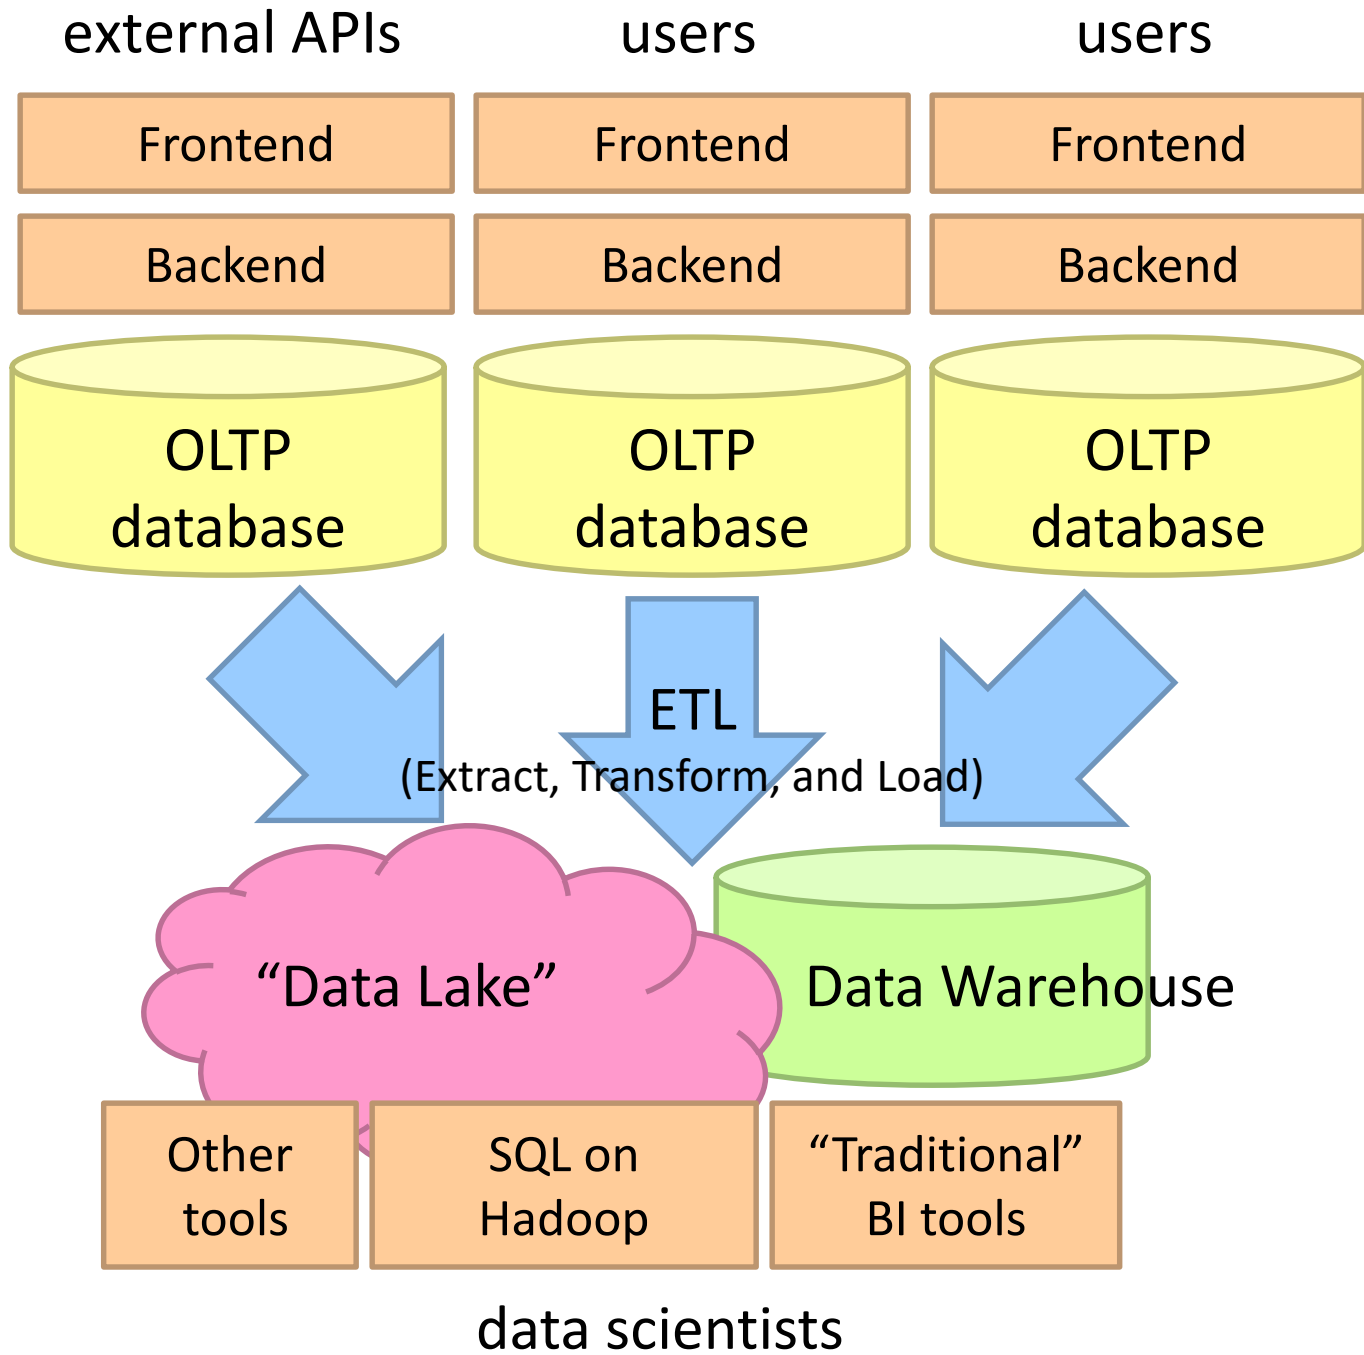 external APIs
users
users
Frontend
Frontend
Frontend
Backend
Backend
Backend
OLTP
database
OLTP
database
OLTP
database
ETL
(Extract, Transform, and Load)
“Data Lake”
Data Warehouse
Other
tools
SQL on
Hadoop
“Traditional”
BI tools
data scientists